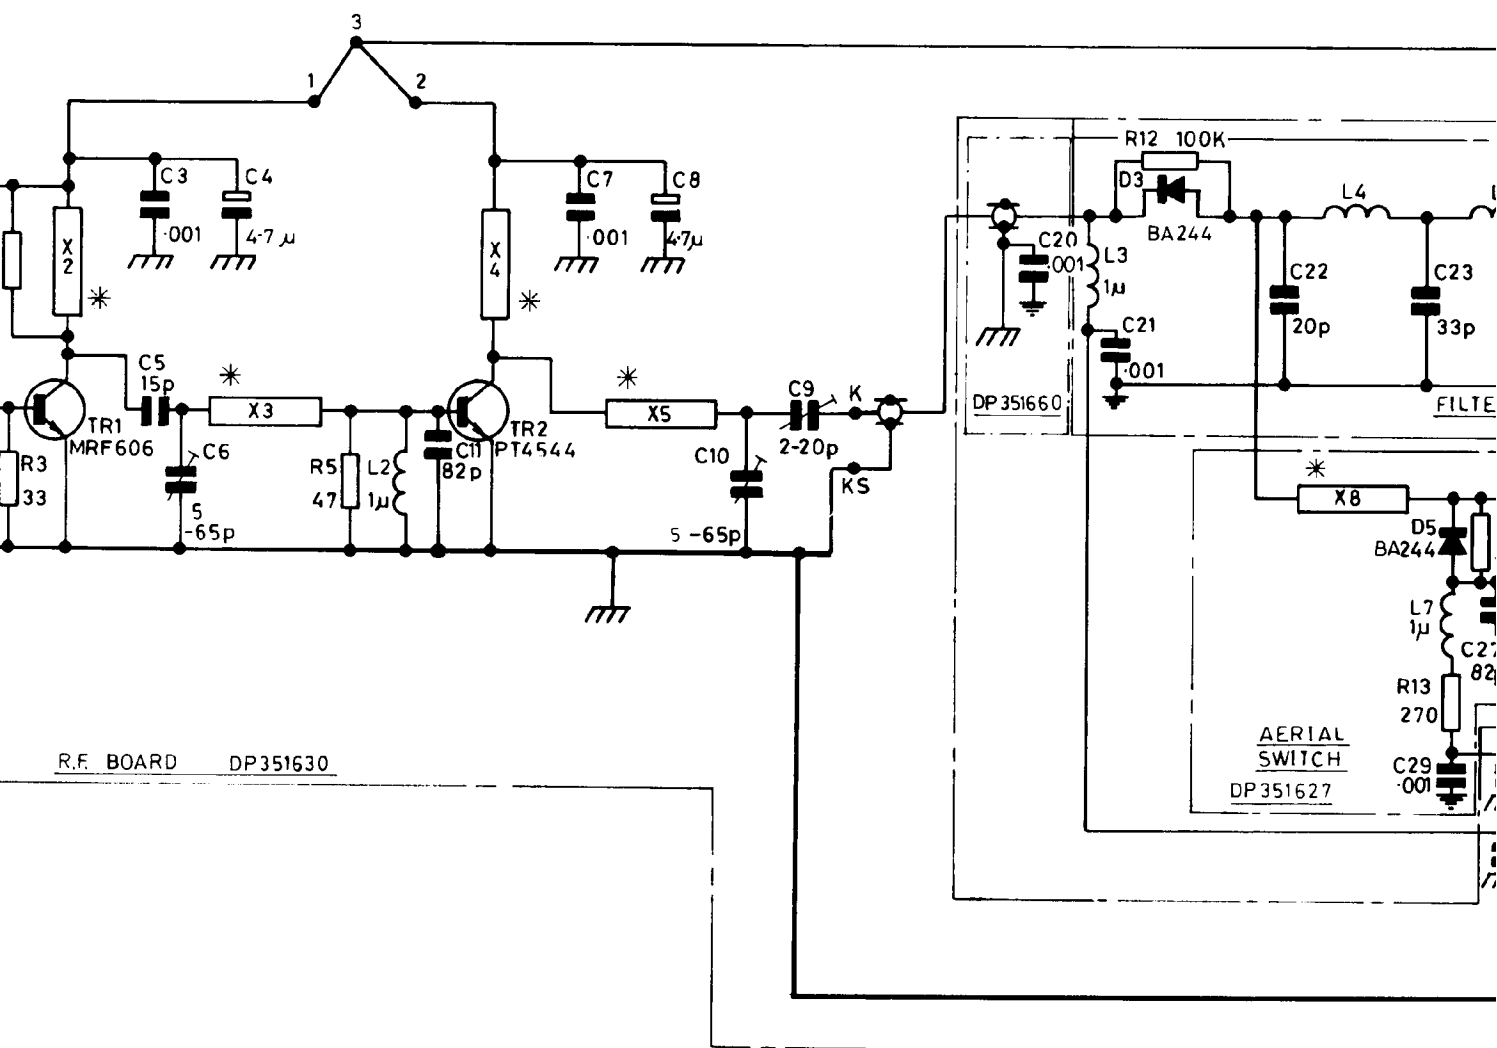 3
1
2
R12 100K
D3
BA244
L4
C3
·001
C4
4·7µ
C7
·001
C8
4·7µ
X2
X4
C20
·001
L3
1µ
C22
20p
C23
33p
C21
·001
C5
15p
X3
X5
C9
2-20p
K
KS
DP351660
FILTE
TR1
MRF606
TR2
PT4544
C6
5
-65p
R3
33
R5
47
L2
1µ
C11
82p
C10
5 -65p
X8
D5
BA244
L7
1µ
C27
82p
R13
270
C29
·001
AERIAL
SWITCH
DP351627
R.F. BOARD DP351630